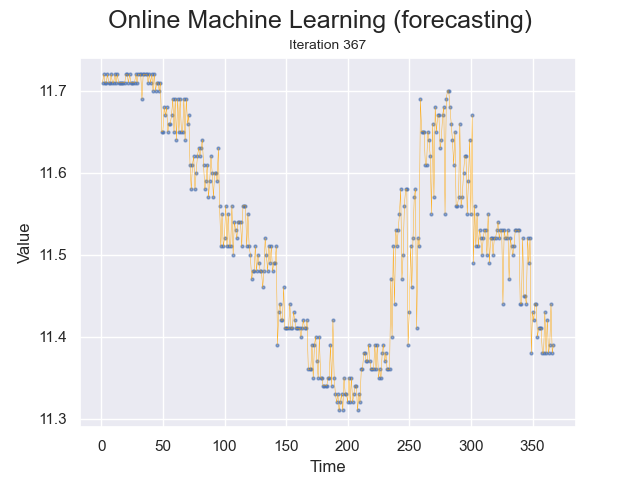 Online Machine Learning (forecasting)
Iteration 367
11.7
11.6
11.5
11.4
11.3
Value
0 50 100 150 200 250 300 350
Time